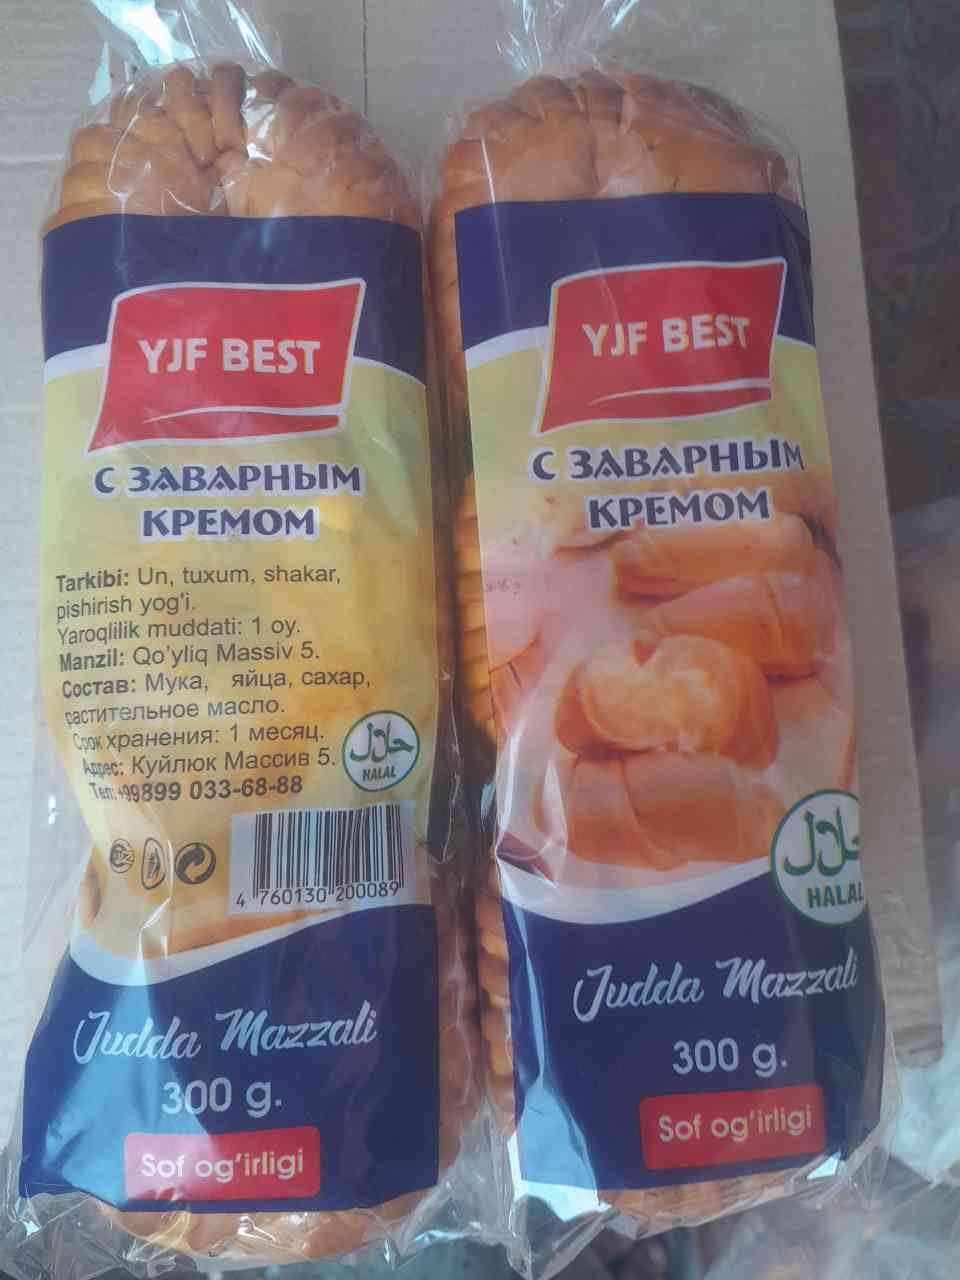 YJF BEST
С ЗАВАРНЫМ
КРЕМОМ
Tarkibi: Un, tuxum, shakar,
pishirish yog'i.
Yaroqlilik muddati: 1 oy.
Manzil: Qo'yliq Massiv 5.
Состав: Мука, яйца, сахар,
растительное масло.
Срок хранения: 1 месяц.
Адрес: Куйлюк Массив 5.
Тел: +99899 033-68-88
حلال
HALAL
4 760130 200089
Judda Mazzali
300 g.
Sof og'irligi
YJF BEST
С ЗАВАРНЫМ
КРЕМОМ
حلال
HALAL
Judda Mazzali
300 g.
Sof og'irligi